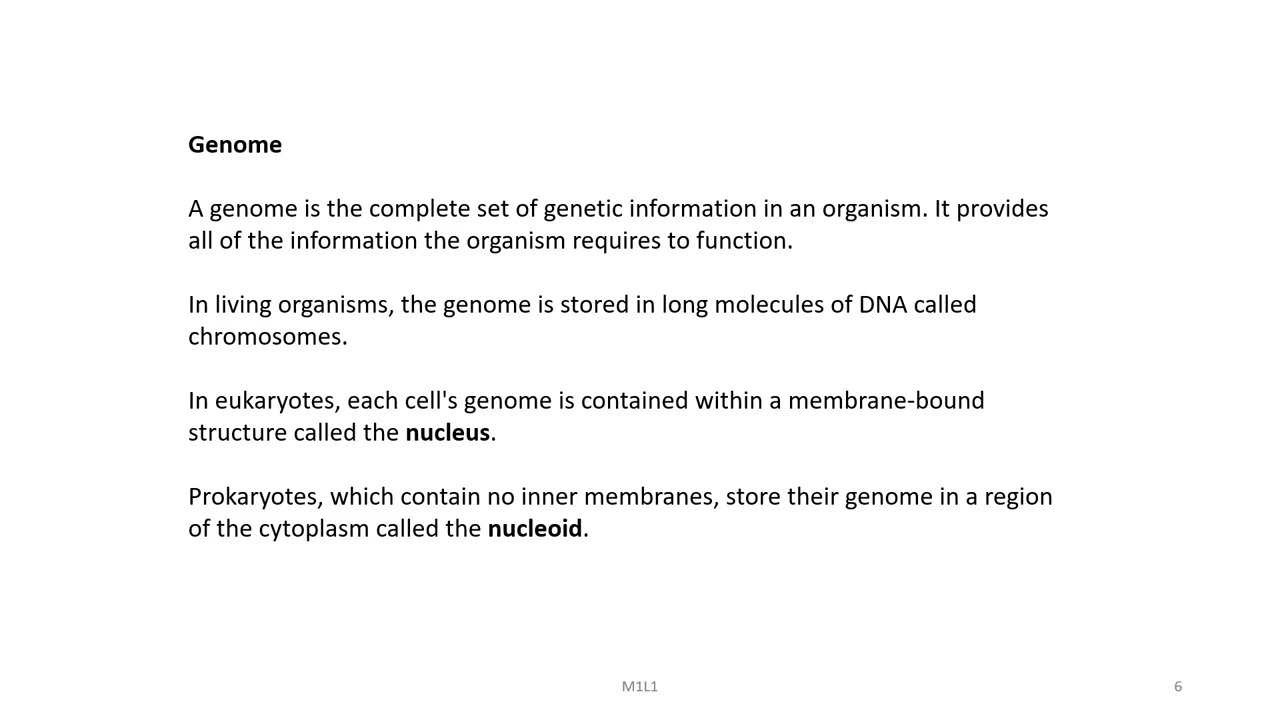 Genome
A genome is the complete set of genetic information in an organism. It provides
all of the information the organism requires to function.
In living organisms, the genome is stored in long molecules of DNA called
chromosomes.
In eukaryotes, each cell's genome is contained within a membrane-bound
structure called the nucleus.
Prokaryotes, which contain no inner membranes, store their genome in a region
of the cytoplasm called the nucleoid.
M1L1
6